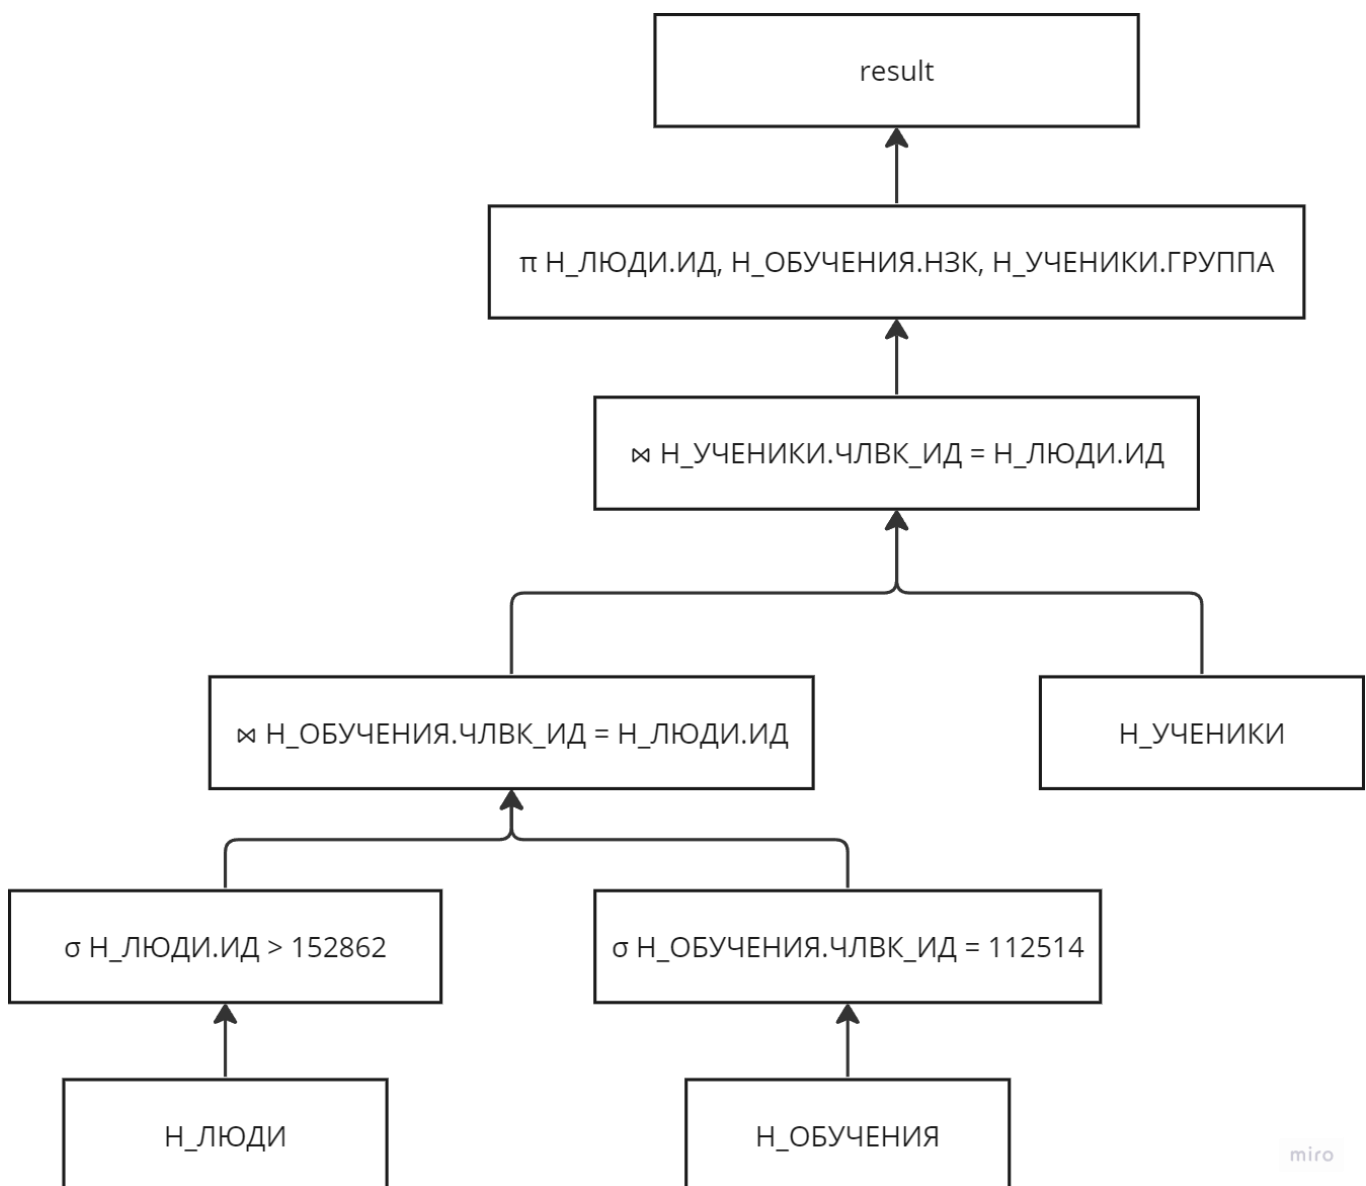 result
π Н_ЛЮДИ.ИД, Н_ОБУЧЕНИЯ.НЗК, Н_УЧЕНИКИ.ГРУППА
⋈ Н_УЧЕНИКИ.ЧЛВК_ИД = Н_ЛЮДИ.ИД
⋈ Н_ОБУЧЕНИЯ.ЧЛВК_ИД = Н_ЛЮДИ.ИД
Н_УЧЕНИКИ
σ Н_ЛЮДИ.ИД > 152862
σ Н_ОБУЧЕНИЯ.ЧЛВК_ИД = 112514
Н_ЛЮДИ
Н_ОБУЧЕНИЯ
miro